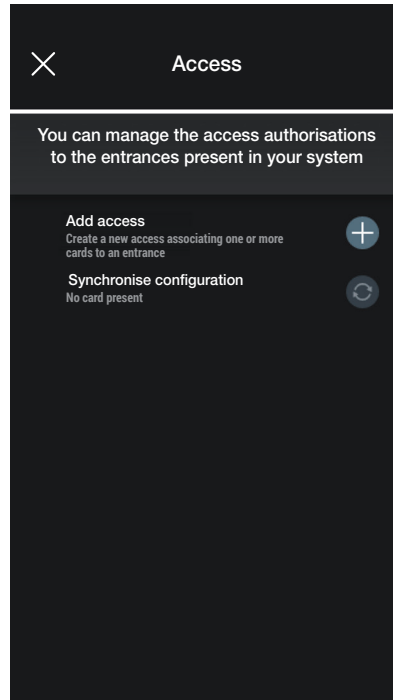 Access
You can manage the access authorisations
to the entrances present in your system
Add access
Create a new access associating one or more
cards to an entrance
Synchronise configuration
No card present